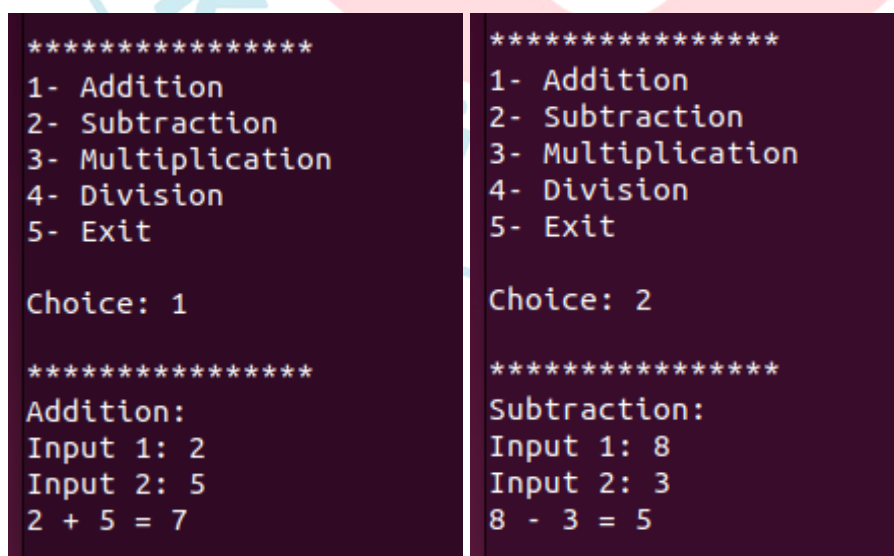 ****************
1- Addition
2- Subtraction
3- Multiplication
4- Division
5- Exit
Choice: 1
****************
Addition:
Input 1: 2
Input 2: 5
2 + 5 = 7
****************
1- Addition
2- Subtraction
3- Multiplication
4- Division
5- Exit
Choice: 2
****************
Subtraction:
Input 1: 8
Input 2: 3
8 - 3 = 5